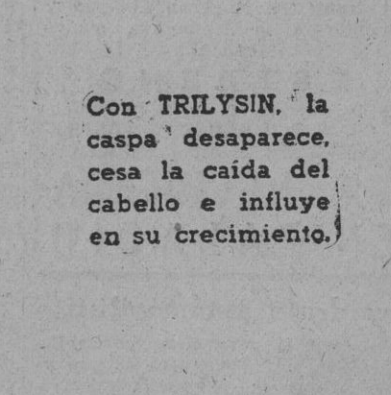 Con TRILYSIN, la
caspa desaparece,
cesa la caída del
cabello e influye
en su crecimiento.